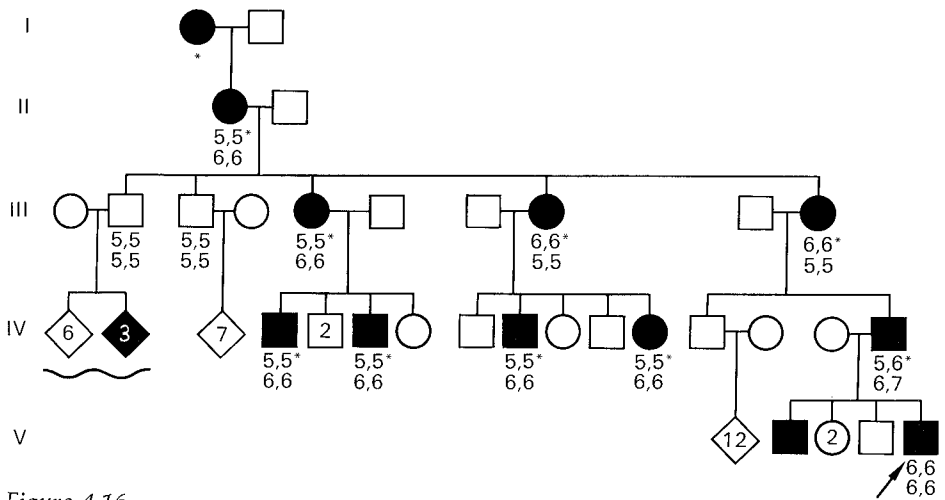 I
*
II
5,5*
6,6
III
5,5 5,5 5,5* 6,6* 6,6*
5,5 5,5 6,6 5,5 5,5
IV
6 3 7 2
5,5* 5,5* 5,5* 5,5* 5,6*
6,6 6,6 6,6 6,6 6,7
V
12 2
6,6
6,6
Figure 4.16